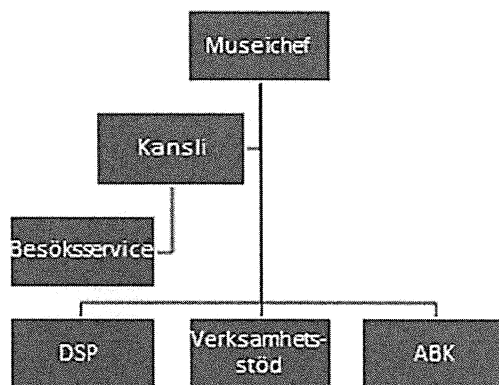 Museichef
Kansli
Besöksservice
DSP
Verksamhets-
stöd
ABK